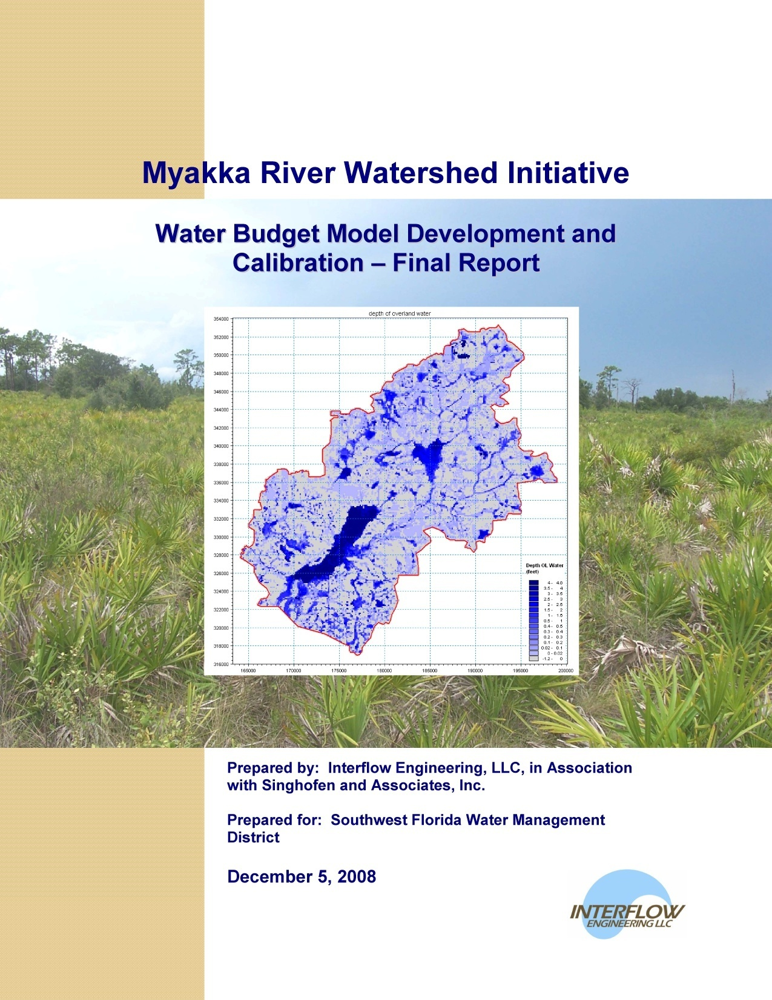 Myakka River Watershed Initiative
Water Budget Model Development and
Calibration – Final Report
depth of overland water
354000
352000
350000
348000
346000
344000
342000
340000
338000
336000
334000
332000
330000
328000
326000
324000
322000
320000
318000
316000
165000 170000 175000 180000 185000 190000 195000 200000
Depth OL Water
(feet)
4 - 4.8
3.5 - 4
3 - 3.5
2.5 - 3
2 - 2.5
1.5 - 2
1 - 1.5
0.5 - 1
0.4 - 0.5
0.3 - 0.4
0.2 - 0.3
0.1 - 0.2
0.02 - 0.1
0 - 0.02
-1.2 - 0
Prepared by: Interflow Engineering, LLC, in Association
with Singhofen and Associates, Inc.
Prepared for: Southwest Florida Water Management
District
December 5, 2008
INTERFLOW
ENGINEERING LLC